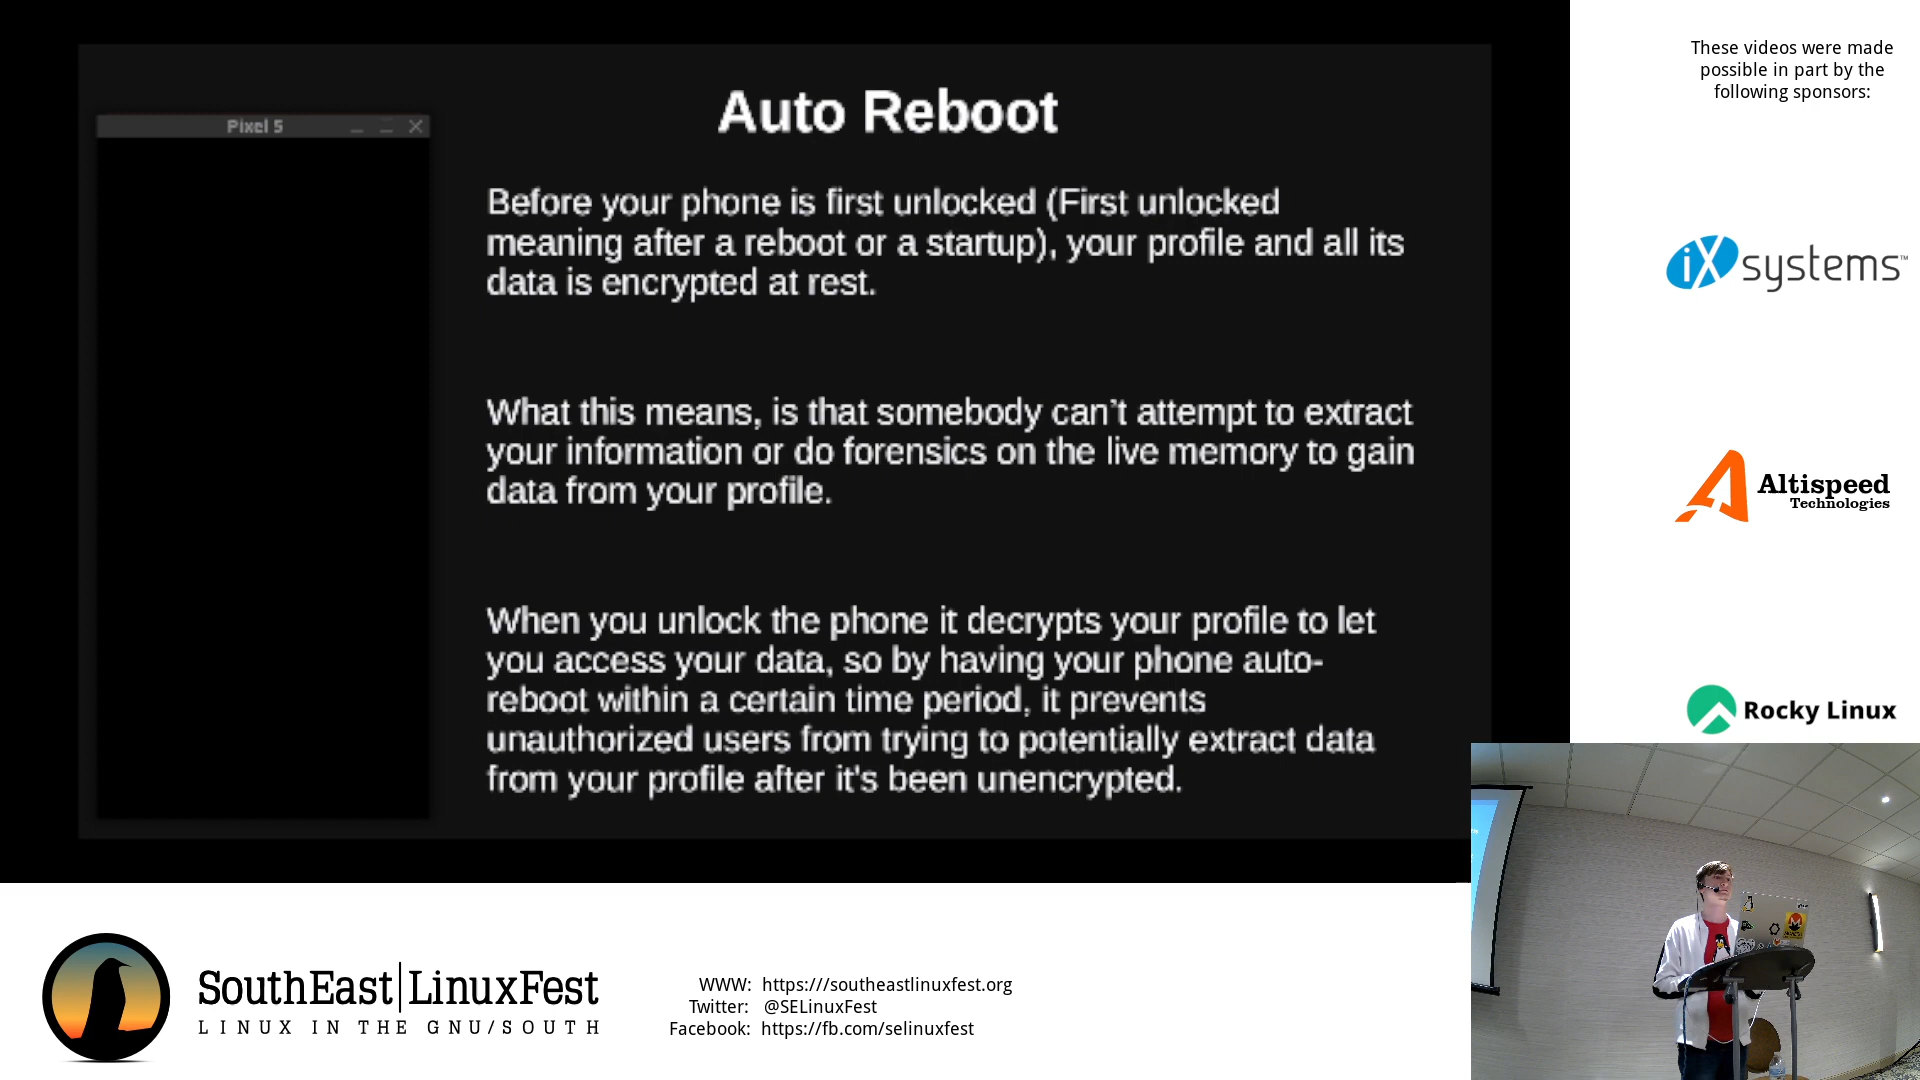 Auto Reboot
Pixel 5
Before your phone is first unlocked (First unlocked
meaning after a reboot or a startup), your profile and all its
data is encrypted at rest.
What this means, is that somebody can’t attempt to extract
your information or do forensics on the live memory to gain
data from your profile.
When you unlock the phone it decrypts your profile to let
you access your data, so by having your phone auto-
reboot within a certain time period, it prevents
unauthorized users from trying to potentially extract data
from your profile after it's been unencrypted.
These videos were made
possible in part by the
following sponsors:
iXsystems™
Altispeed
Technologies
Rocky Linux
SouthEast|LinuxFest
LINUX IN THE GNU/SOUTH
WWW: https:///southeastlinuxfest.org
Twitter: @SELinuxFest
Facebook: https://fb.com/selinuxfest